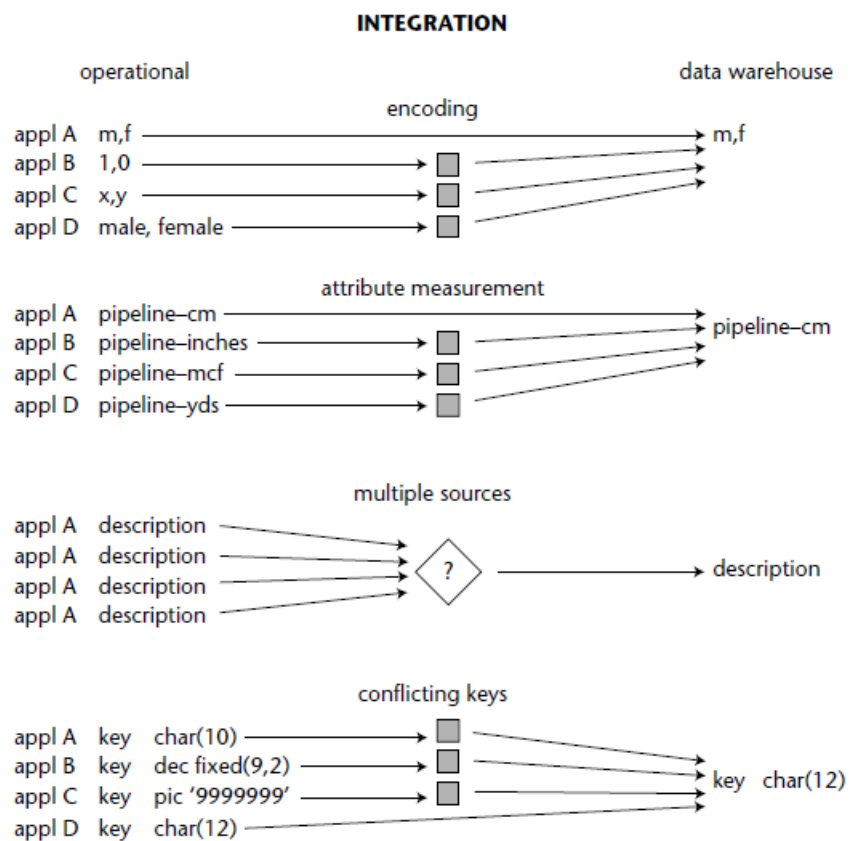 INTEGRATION
operational data warehouse
encoding
appl A m,f m,f
appl B 1,0
appl C x,y
appl D male, female
attribute measurement
appl A pipeline–cm
pipeline–cm
appl B pipeline–inches
appl C pipeline–mcf
appl D pipeline–yds
multiple sources
appl A description
appl A description
? description
appl A description
appl A description
conflicting keys
appl A key char(10)
appl B key dec fixed(9,2)
key char(12)
appl C key pic ‘9999999’
appl D key char(12)